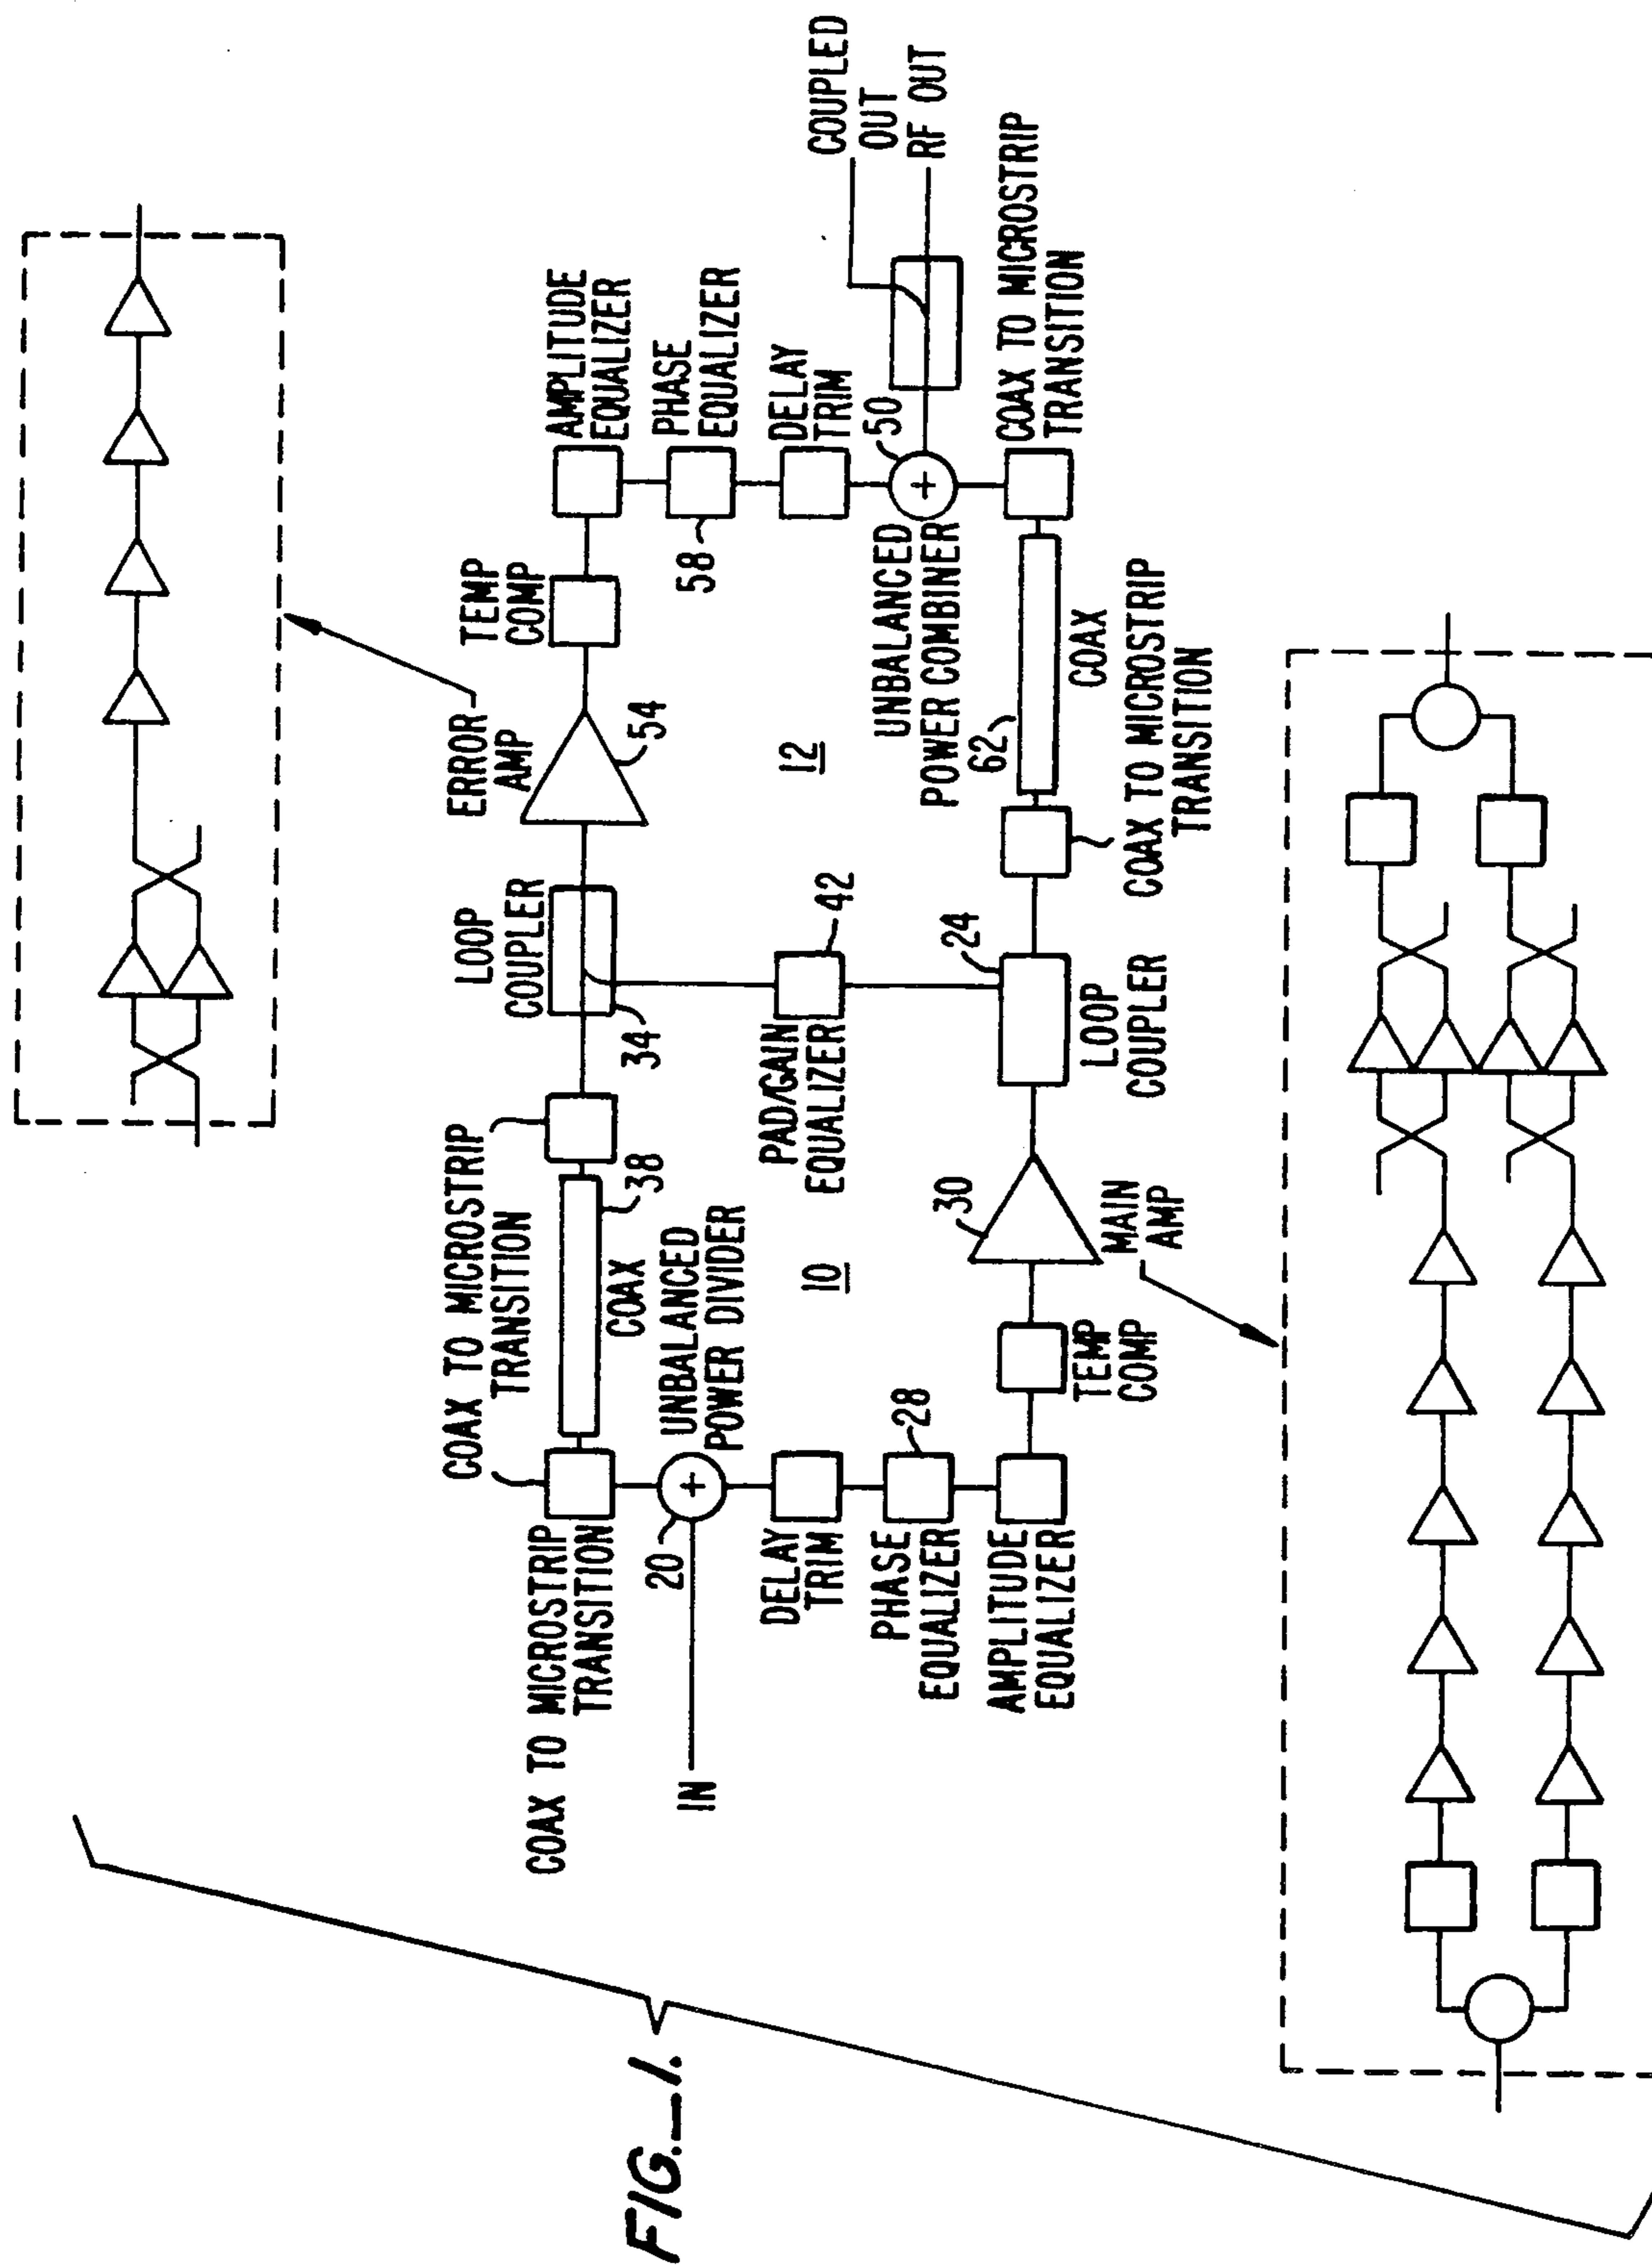 COUPLED
OUT
RF OUT
AMPLITUDE
EQUALIZER
PHASE
EQUALIZER
58
DELAY
TRIM
50
UNBALANCED
POWER COMBINER
COAX TO MICROSTRIP
TRANSITION
TEMP
COMP
ERROR
AMP
54
12
62
COAX
COAX TO MICROSTRIP
TRANSITION
LOOP
COUPLER
34
42
PAD/GAIN
EQUALIZER
24
LOOP
COUPLER
COAX TO MICROSTRIP
TRANSITION
38
COAX
UNBALANCED
POWER DIVIDER
10
30
MAIN
AMP
COAX TO MICROSTRIP
TRANSITION
20
IN
DELAY
TRIM
28
PHASE
EQUALIZER
AMPLITUDE
EQUALIZER
TEMP
COMP
FIG._1.